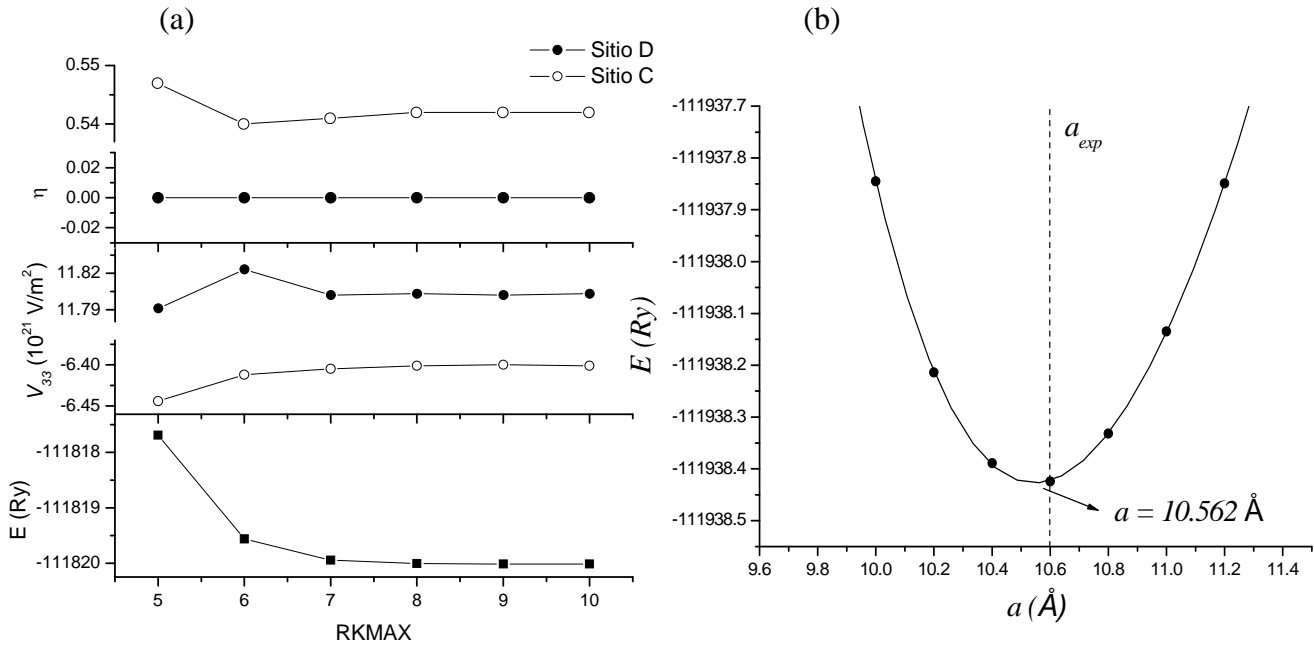 (a)
Sitio D
Sitio C
0.55
0.54
0.02
0.00
-0.02
η
11.82
11.79
-6.40
-6.45
V33 (10^21 V/m^2)
-111818
-111819
-111820
E (Ry)
5 6 7 8 9 10
RKMAX
(b)
-111937.7
-111937.8
-111937.9
-111938.0
-111938.1
-111938.2
-111938.3
-111938.4
-111938.5
E (Ry)
aexp
a = 10.562 Å
9.6 9.8 10.0 10.2 10.4 10.6 10.8 11.0 11.2 11.4
a (Å)